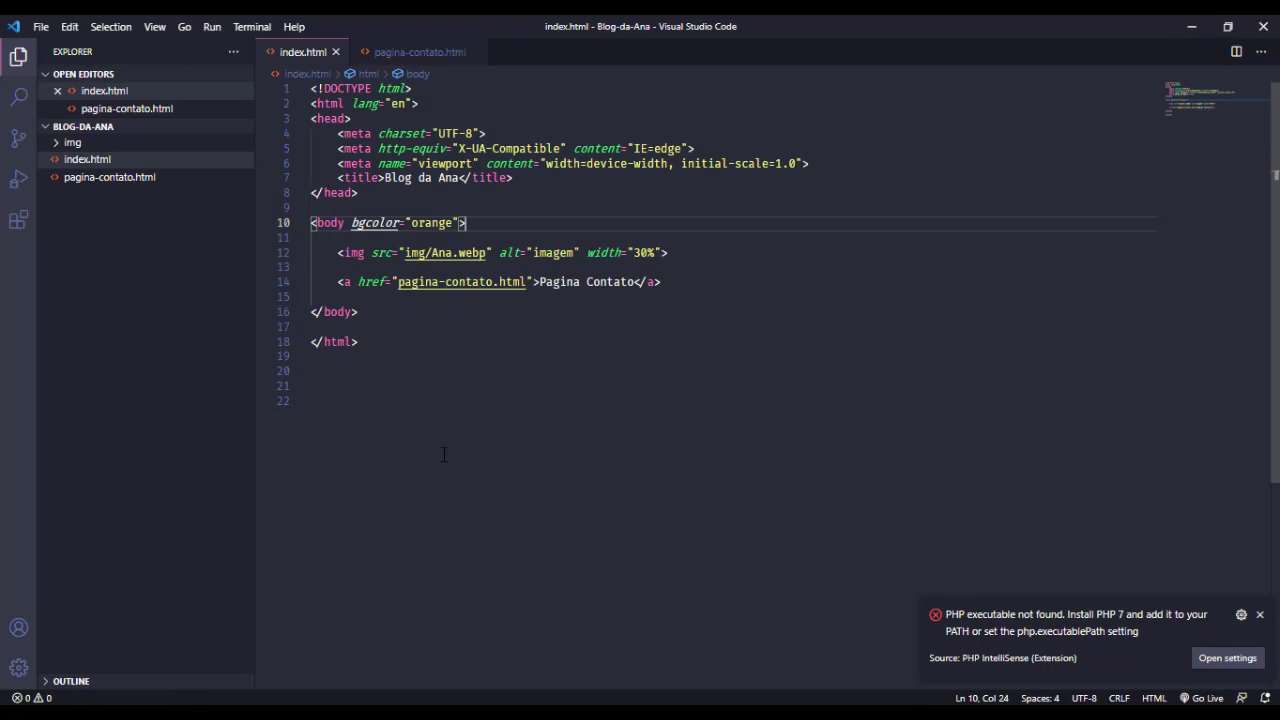 File Edit Selection View Go Run Terminal Help
index.html - Blog-da-Ana - Visual Studio Code
EXPLORER
OPEN EDITORS
index.html
pagina-contato.html
BLOG-DA-ANA
img
index.html
pagina-contato.html
OUTLINE
index.html pagina-contato.html
index.html > html > body
1 <!DOCTYPE html>
2 <html lang="en">
3 <head>
4 <meta charset="UTF-8">
5 <meta http-equiv="X-UA-Compatible" content="IE=edge">
6 <meta name="viewport" content="width=device-width, initial-scale=1.0">
7 <title>Blog da Ana</title>
8 </head>
9
10 <body bgcolor="orange">
11
12 <img src="img/Ana.webp" alt="imagem" width="30%">
13
14 <a href="pagina-contato.html">Pagina Contato</a>
15
16 </body>
17
18 </html>
19
20
21
22
PHP executable not found. Install PHP 7 and add it to your
PATH or set the php.executablePath setting
Source: PHP IntelliSense (Extension)
Open settings
0 0
Ln 10, Col 24 Spaces: 4 UTF-8 CRLF HTML Go Live